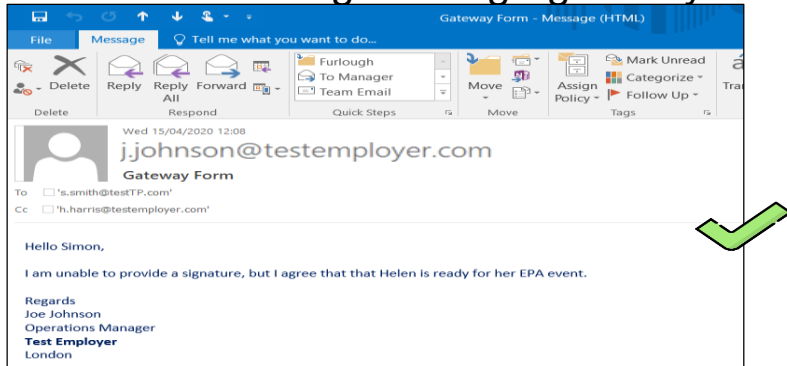 Gateway Form - Message (HTML)
File Message Tell me what you want to do...
Delete Reply Reply All Forward
Furlough
To Manager
Team Email
Move Assign Policy
Mark Unread
Categorize
Follow Up
Delete Respond Quick Steps Move Tags
Wed 15/04/2020 12:08
j.johnson@testemployer.com
Gateway Form
To 's.smith@testTP.com'
Cc 'h.harris@testemployer.com'
Hello Simon,
I am unable to provide a signature, but I agree that that Helen is ready for her EPA event.
Regards
Joe Johnson
Operations Manager
Test Employer
London